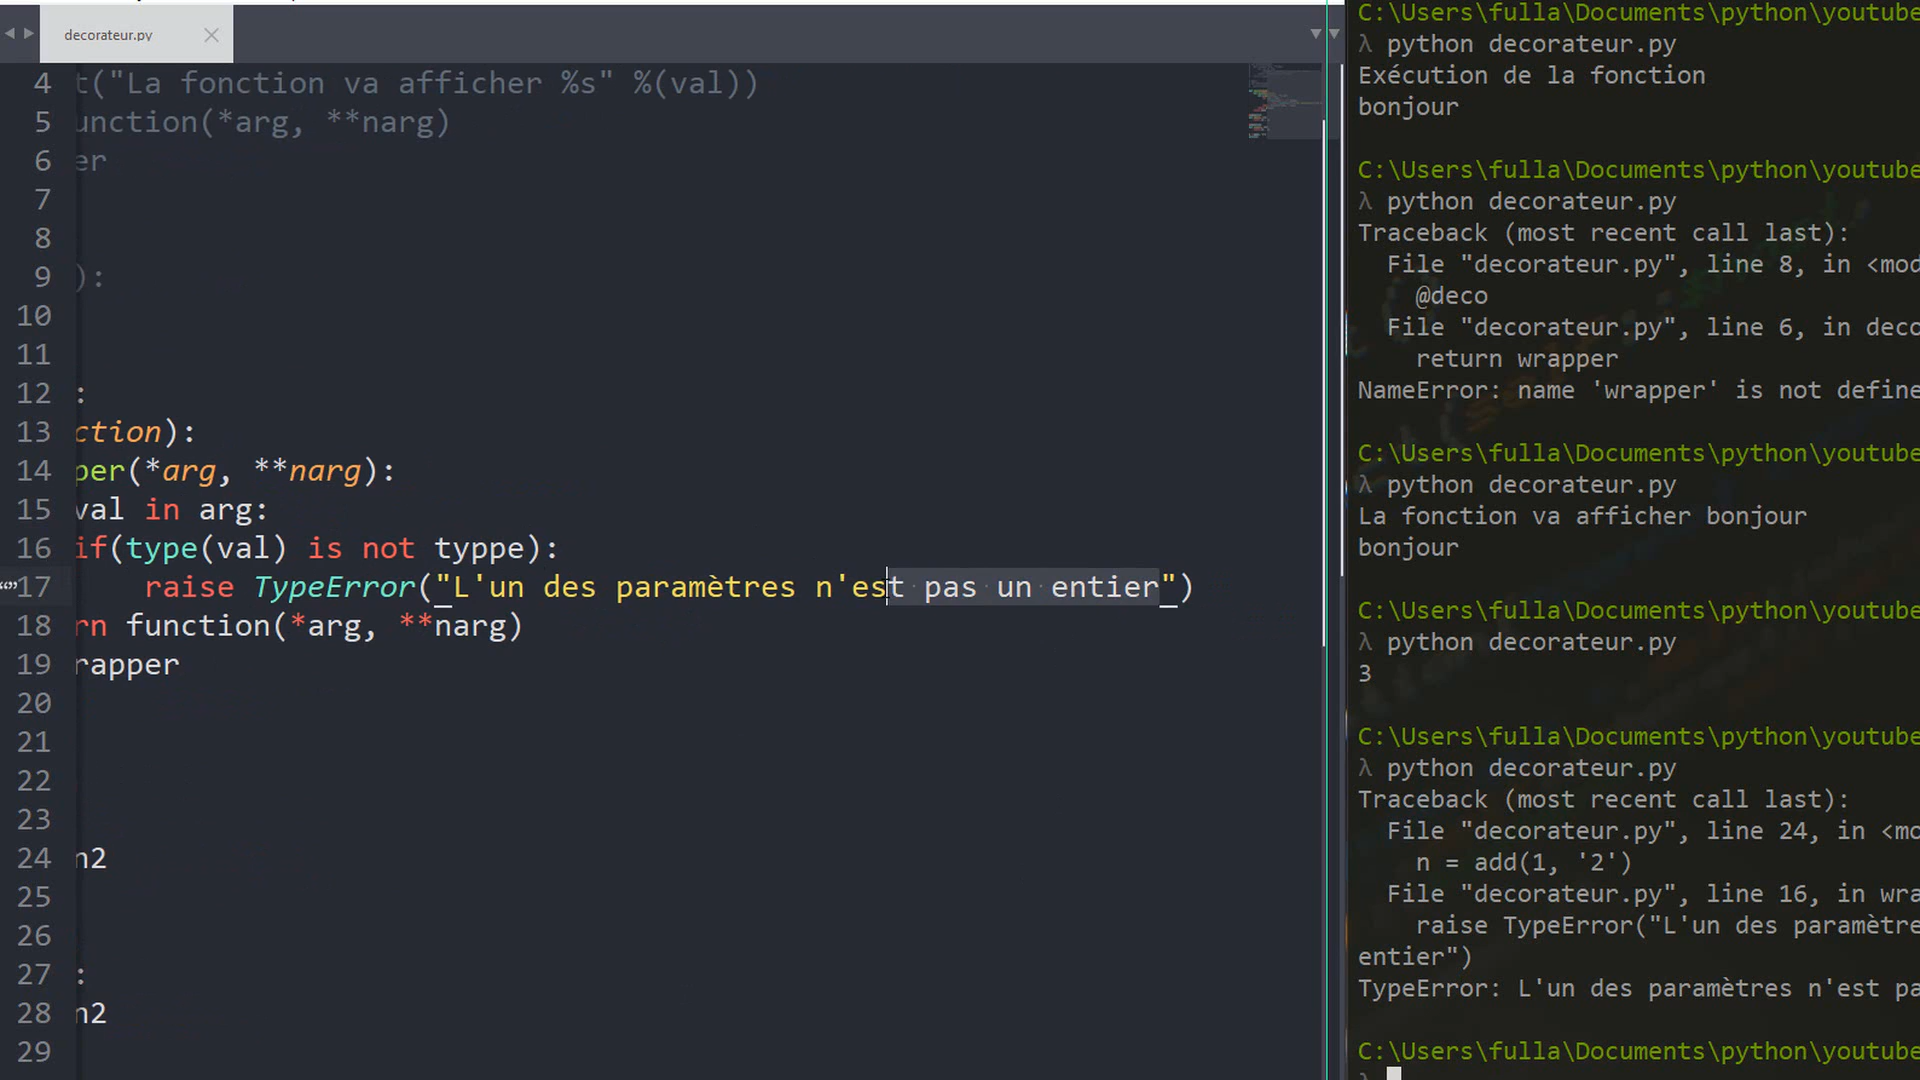 decorateur.py
4 t("La fonction va afficher %s" %(val))
5 unction(*arg, **narg)
6 er
7
8
9 ):
10
11
12 :
13 ction):
14 per(*arg, **narg):
15 val in arg:
16 if(type(val) is not typpe):
17 raise TypeError("L'un des paramètres n'est pas un entier")
18 rn function(*arg, **narg)
19 rapper
20
21
22
23
24 n2
25
26
27 :
28 n2
29
C:\Users\fulla\Documents\python\youtube
λ python decorateur.py
Exécution de la fonction
bonjour
C:\Users\fulla\Documents\python\youtube
λ python decorateur.py
Traceback (most recent call last):
File "decorateur.py", line 8, in <mod
@deco
File "decorateur.py", line 6, in deco
return wrapper
NameError: name 'wrapper' is not define
C:\Users\fulla\Documents\python\youtube
λ python decorateur.py
La fonction va afficher bonjour
bonjour
C:\Users\fulla\Documents\python\youtube
λ python decorateur.py
3
C:\Users\fulla\Documents\python\youtube
λ python decorateur.py
Traceback (most recent call last):
File "decorateur.py", line 24, in <mo
n = add(1, '2')
File "decorateur.py", line 16, in wra
raise TypeError("L'un des paramètre
entier")
TypeError: L'un des paramètres n'est pa
C:\Users\fulla\Documents\python\youtube
λ